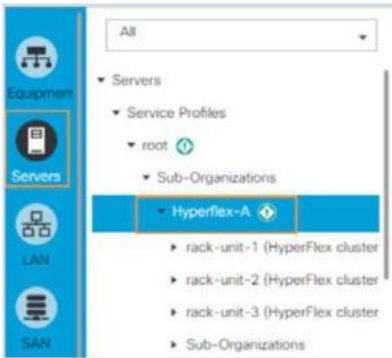 All
Equipment
Servers
LAN
SAN
Servers
Service Profiles
root
Sub-Organizations
Hyperflex-A
rack-unit-1 (HyperFlex cluster
rack-unit-2 (HyperFlex cluster
rack-unit-3 (HyperFlex cluster
Sub-Organizations